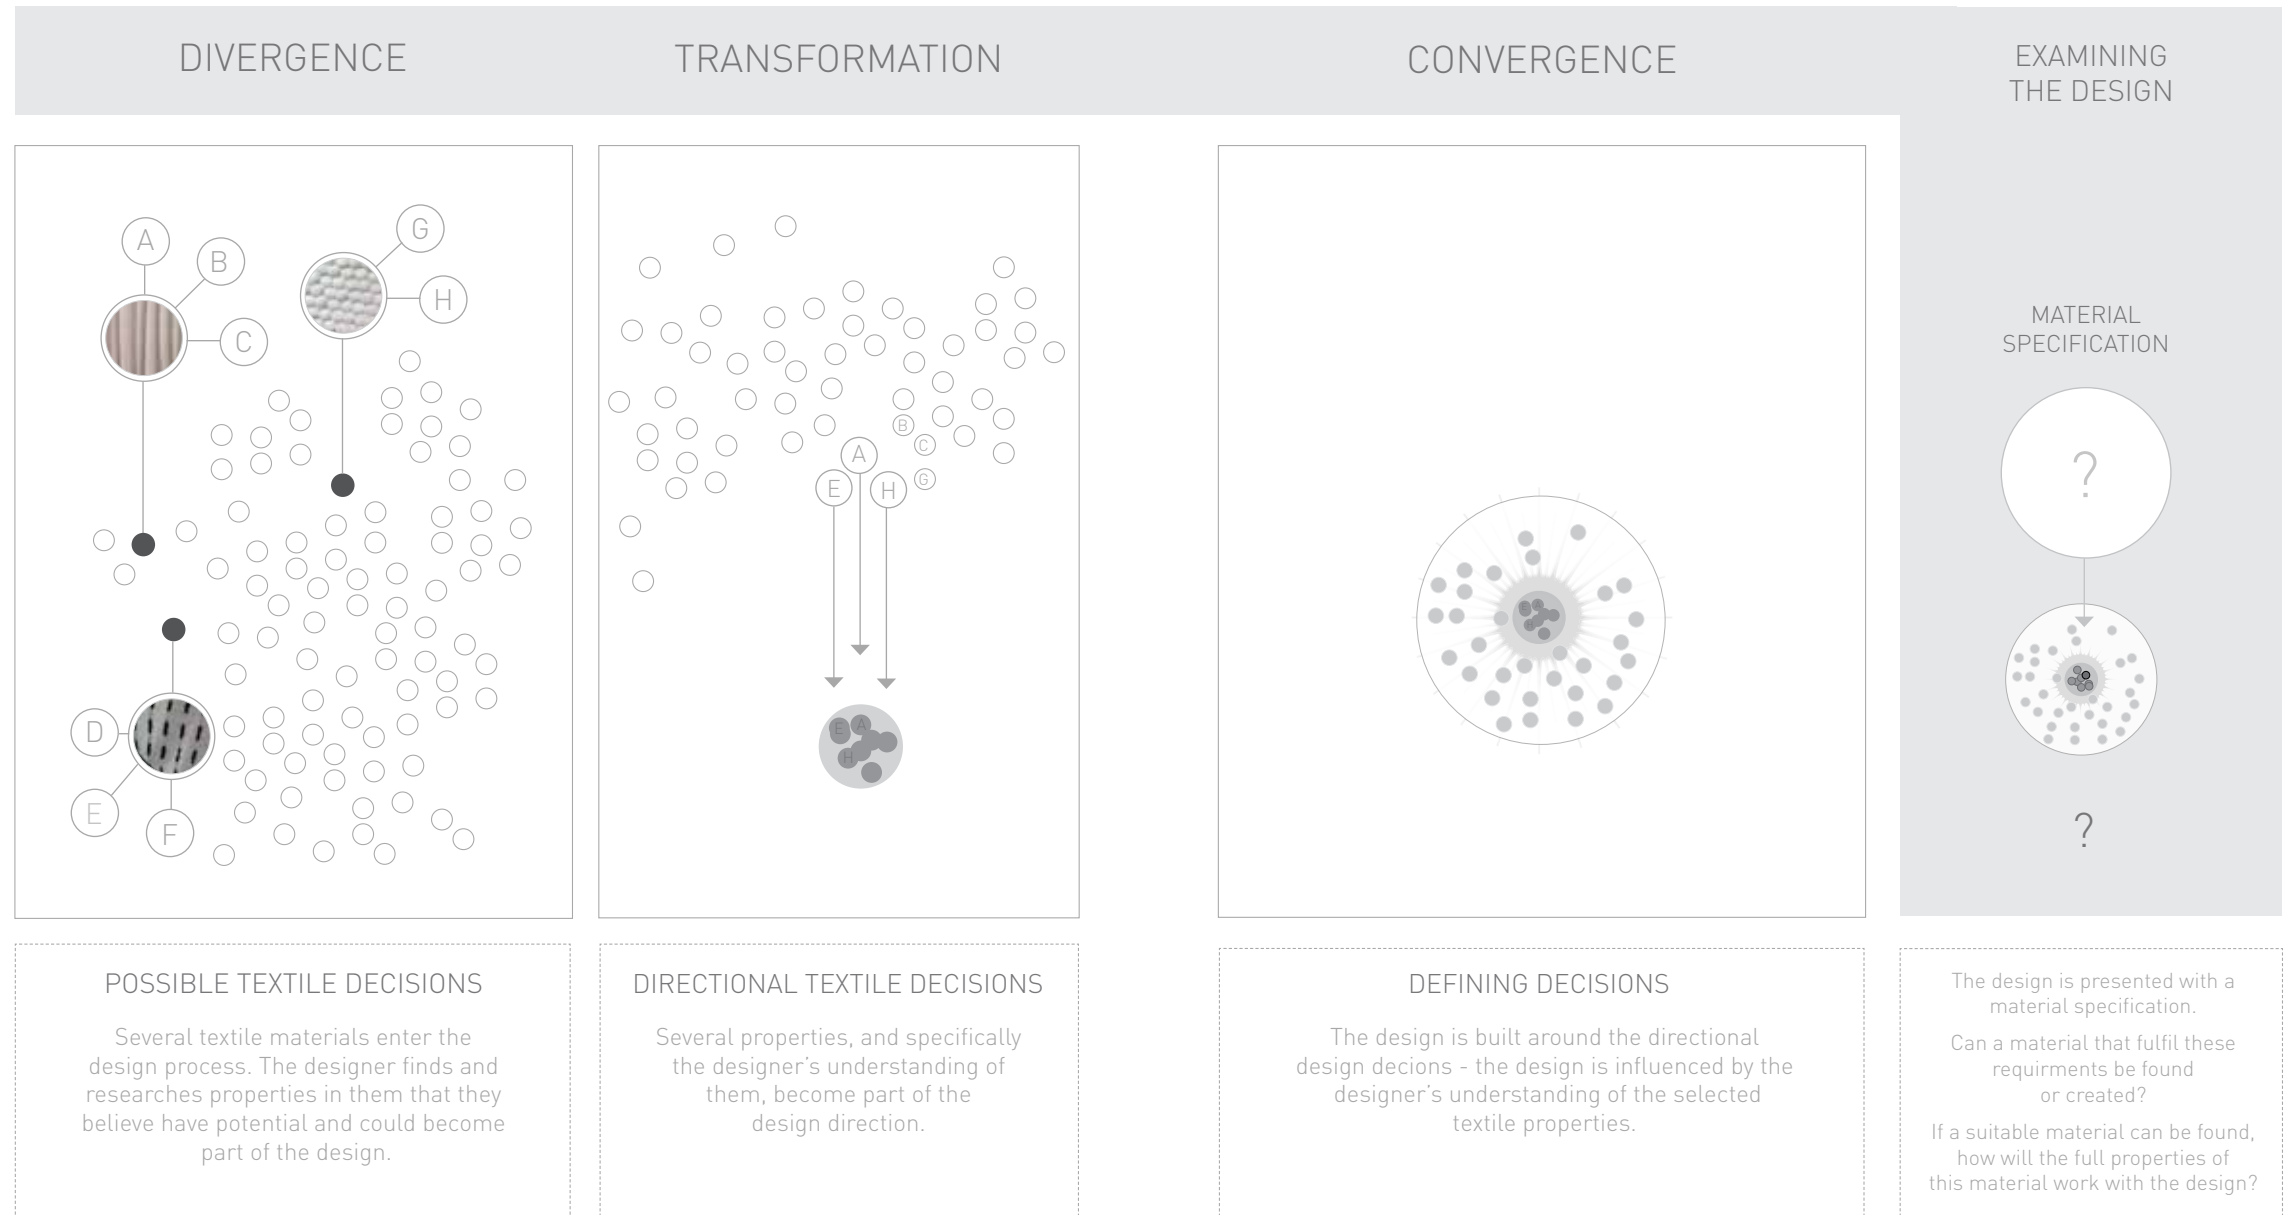 DIVERGENCE
TRANSFORMATION
CONVERGENCE
EXAMINING
THE DESIGN
A
B
C
G
H
D
E
F
B
C
A
G
E
H
E
A
H
E
A
H
MATERIAL
SPECIFICATION
?
?
POSSIBLE TEXTILE DECISIONS
Several textile materials enter the
design process. The designer finds and
researches properties in them that they
believe have potential and could become
part of the design.
DIRECTIONAL TEXTILE DECISIONS
Several properties, and specifically
the designer's understanding of
them, become part of the
design direction.
DEFINING DECISIONS
The design is built around the directional
design decions - the design is influenced by the
designer's understanding of the selected
textile properties.
The design is presented with a
material specification.
Can a material that fulfil these
requirments be found
or created?
If a suitable material can be found,
how will the full properties of
this material work with the design?